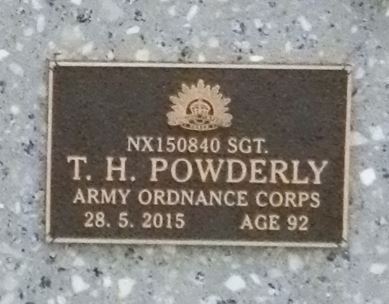 NX150840 SGT.
T. H. POWDERLY
ARMY ORDNANCE CORPS
28. 5. 2015 AGE 92